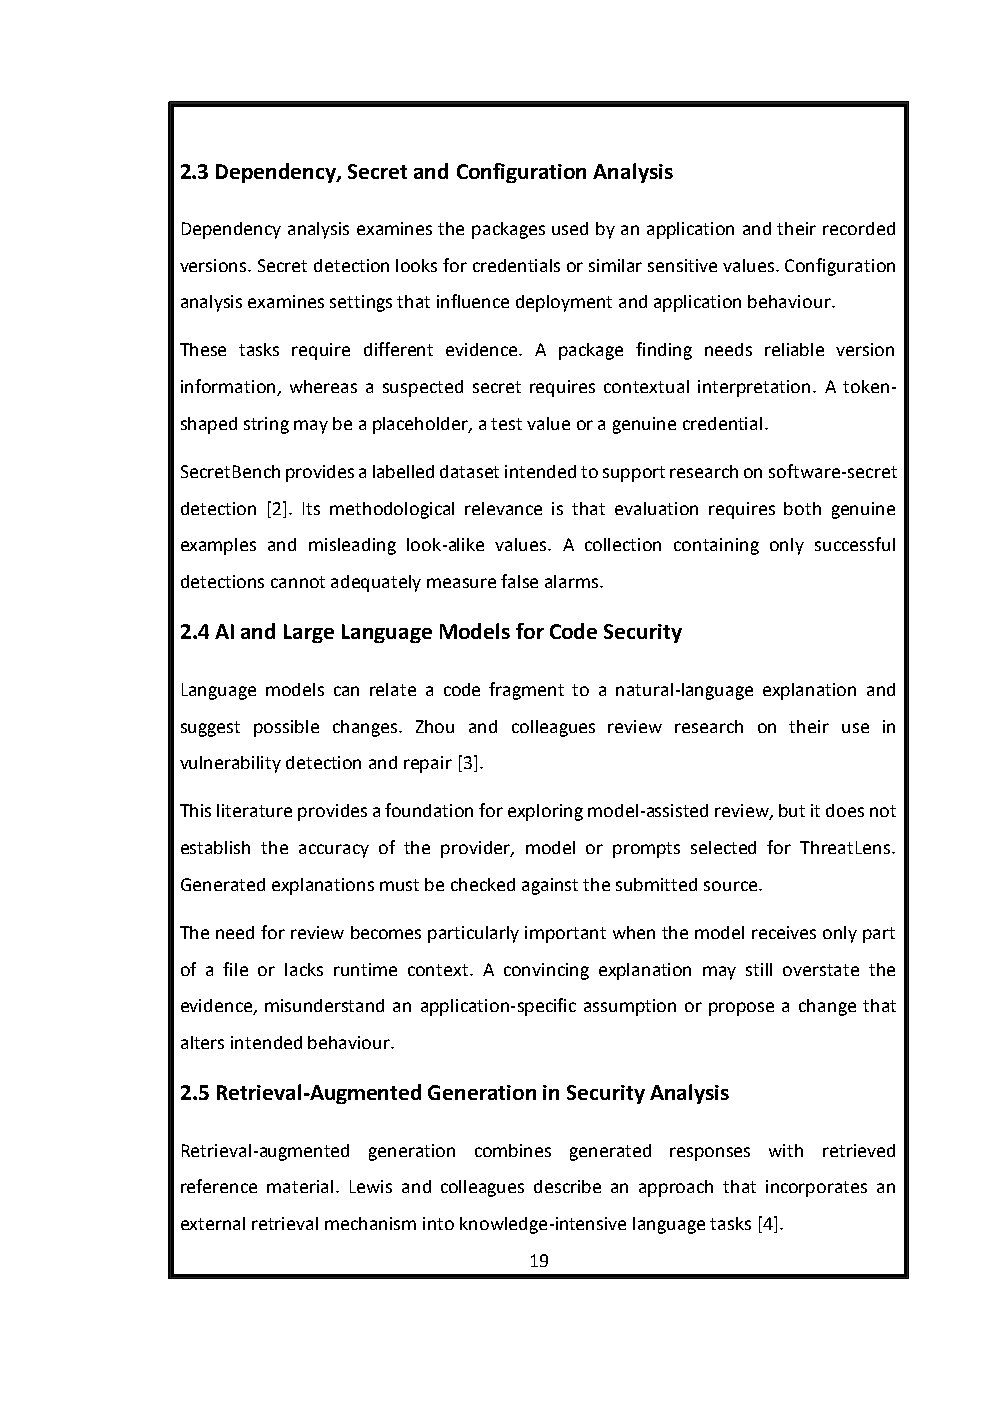 2.3 Dependency, Secret and Configuration Analysis
Dependency analysis examines the packages used by an application and their recorded
versions. Secret detection looks for credentials or similar sensitive values. Configuration
analysis examines settings that influence deployment and application behaviour.
These tasks require different evidence. A package finding needs reliable version
information, whereas a suspected secret requires contextual interpretation. A token-
shaped string may be a placeholder, a test value or a genuine credential.
SecretBench provides a labelled dataset intended to support research on software-secret
detection [2]. Its methodological relevance is that evaluation requires both genuine
examples and misleading look-alike values. A collection containing only successful
detections cannot adequately measure false alarms.
2.4 AI and Large Language Models for Code Security
Language models can relate a code fragment to a natural-language explanation and
suggest possible changes. Zhou and colleagues review research on their use in
vulnerability detection and repair [3].
This literature provides a foundation for exploring model-assisted review, but it does not
establish the accuracy of the provider, model or prompts selected for ThreatLens.
Generated explanations must be checked against the submitted source.
The need for review becomes particularly important when the model receives only part
of a file or lacks runtime context. A convincing explanation may still overstate the
evidence, misunderstand an application-specific assumption or propose a change that
alters intended behaviour.
2.5 Retrieval-Augmented Generation in Security Analysis
Retrieval-augmented generation combines generated responses with retrieved
reference material. Lewis and colleagues describe an approach that incorporates an
external retrieval mechanism into knowledge-intensive language tasks [4].
19